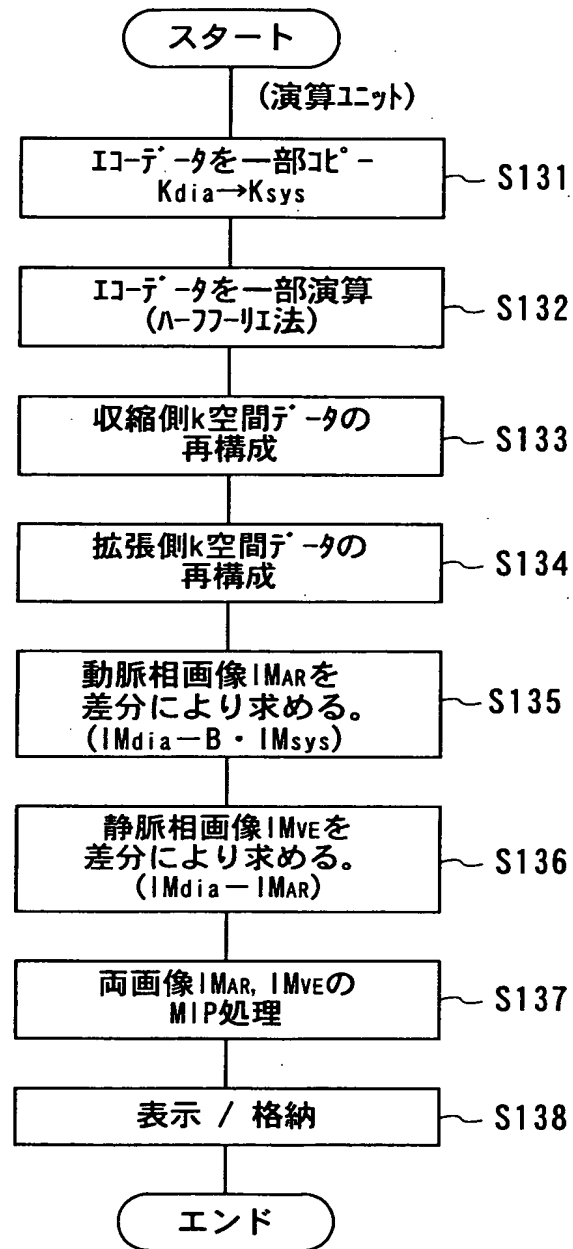 スタート
(演算ﾕﾆｯﾄ)
ｴｺｰﾃﾞｰﾀを一部ｺﾋﾟｰ
Kdia→Ksys
S131
ｴｺｰﾃﾞｰﾀを一部演算
(ﾊｰﾌﾌｰﾘｴ法)
S132
収縮側k空間ﾃﾞｰﾀの
再構成
S133
拡張側k空間ﾃﾞｰﾀの
再構成
S134
動脈相画像IMARを
差分により求める。
(IMdia－B・IMsys)
S135
静脈相画像IMVEを
差分により求める。
(IMdia－IMAR)
S136
両画像IMAR, IMVEの
MIP処理
S137
表示 / 格納
S138
エンド